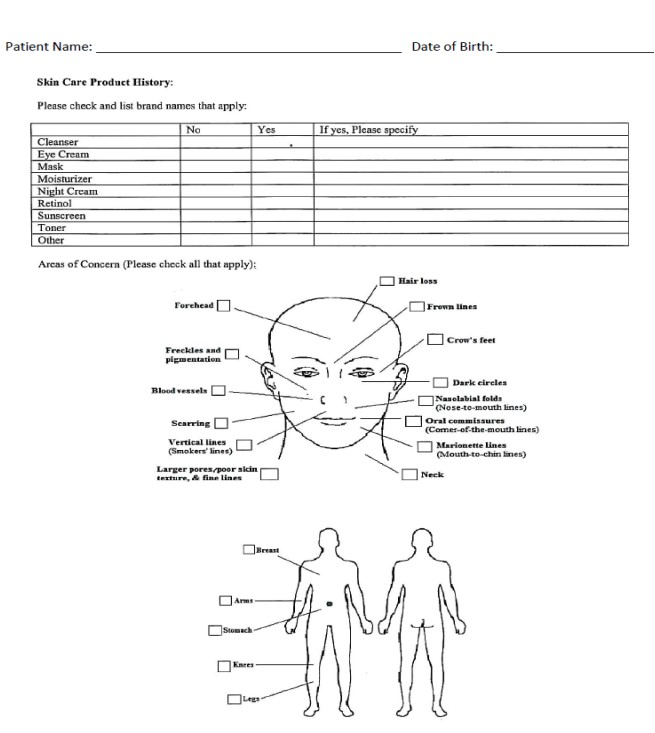 Patient Name: Date of Birth:
Skin Care Product History:
Please check and list brand names that apply:
No Yes If yes, Please specify
Cleanser
Eye Cream
Mask
Moisturizer
Night Cream
Retinol
Sunscreen
Toner
Other
Areas of Concern (Please check all that apply):
Hair loss
Forehead
Frown lines
Crow's feet
Freckles and
pigmentation
Dark circles
Blood vessels
Nasolabial folds
(Nose-to-mouth lines)
Scarring
Oral commissures
(Corner-of-the-mouth lines)
Vertical lines
(Smokers' lines)
Marionette lines
(Mouth-to-chin lines)
Larger pores/poor skin
texture, & fine lines
Neck
Breast
Arms
Stomach
Knees
Legs